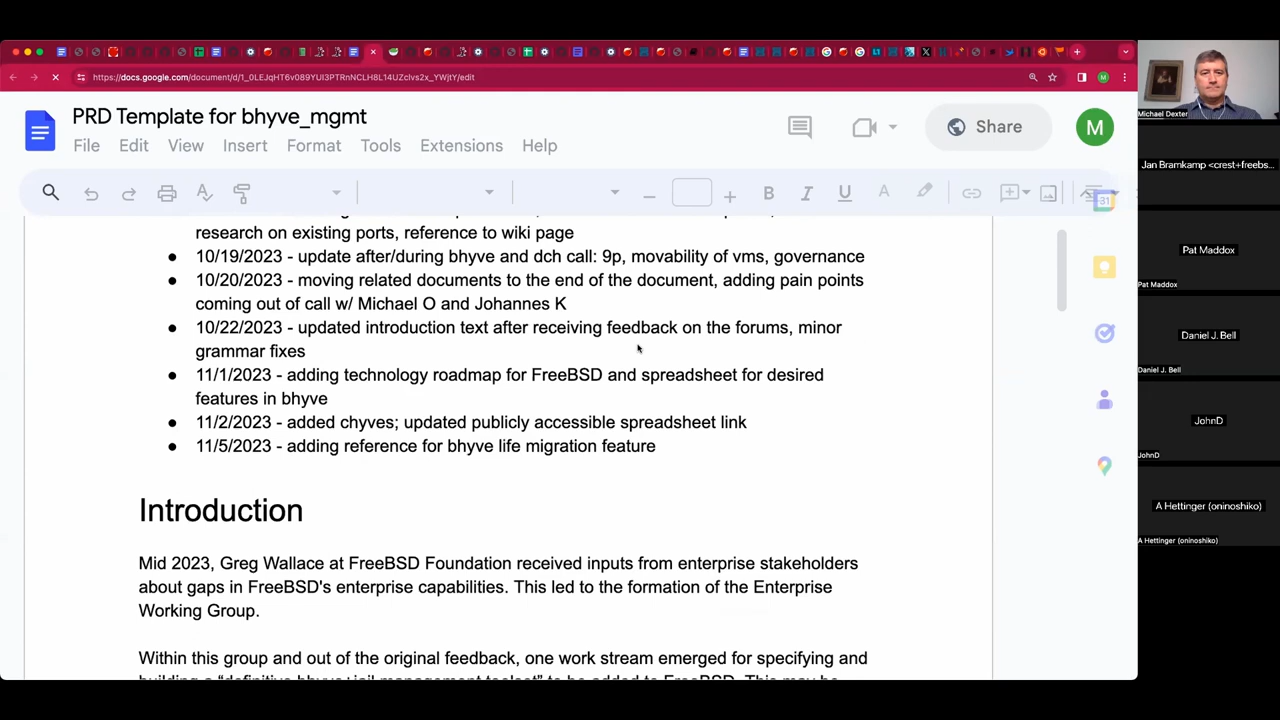 https://docs.google.com/document/d/1_0LEJqHT6v089YUI3PTRnNCLH8L14UZclvs2x_YWjtY/edit
M
PRD Template for bhyve_mgmt
File Edit View Insert Format Tools Extensions Help
Share
M
B I U A
31
research on existing ports, reference to wiki page
● 10/19/2023 - update after/during bhyve and dch call: 9p, movability of vms, governance
● 10/20/2023 - moving related documents to the end of the document, adding pain points
coming out of call w/ Michael O and Johannes K
● 10/22/2023 - updated introduction text after receiving feedback on the forums, minor
grammar fixes
● 11/1/2023 - adding technology roadmap for FreeBSD and spreadsheet for desired
features in bhyve
● 11/2/2023 - added chyves; updated publicly accessible spreadsheet link
● 11/5/2023 - adding reference for bhyve life migration feature
Introduction
Mid 2023, Greg Wallace at FreeBSD Foundation received inputs from enterprise stakeholders
about gaps in FreeBSD's enterprise capabilities. This led to the formation of the Enterprise
Working Group.
Within this group and out of the original feedback, one work stream emerged for specifying and
Michael Dexter
Jan Bramkamp <crest+freebs...
Pat Maddox
Pat Maddox
Daniel J. Bell
Daniel J. Bell
JohnD
JohnD
A Hettinger (oninoshiko)
A Hettinger (oninoshiko)